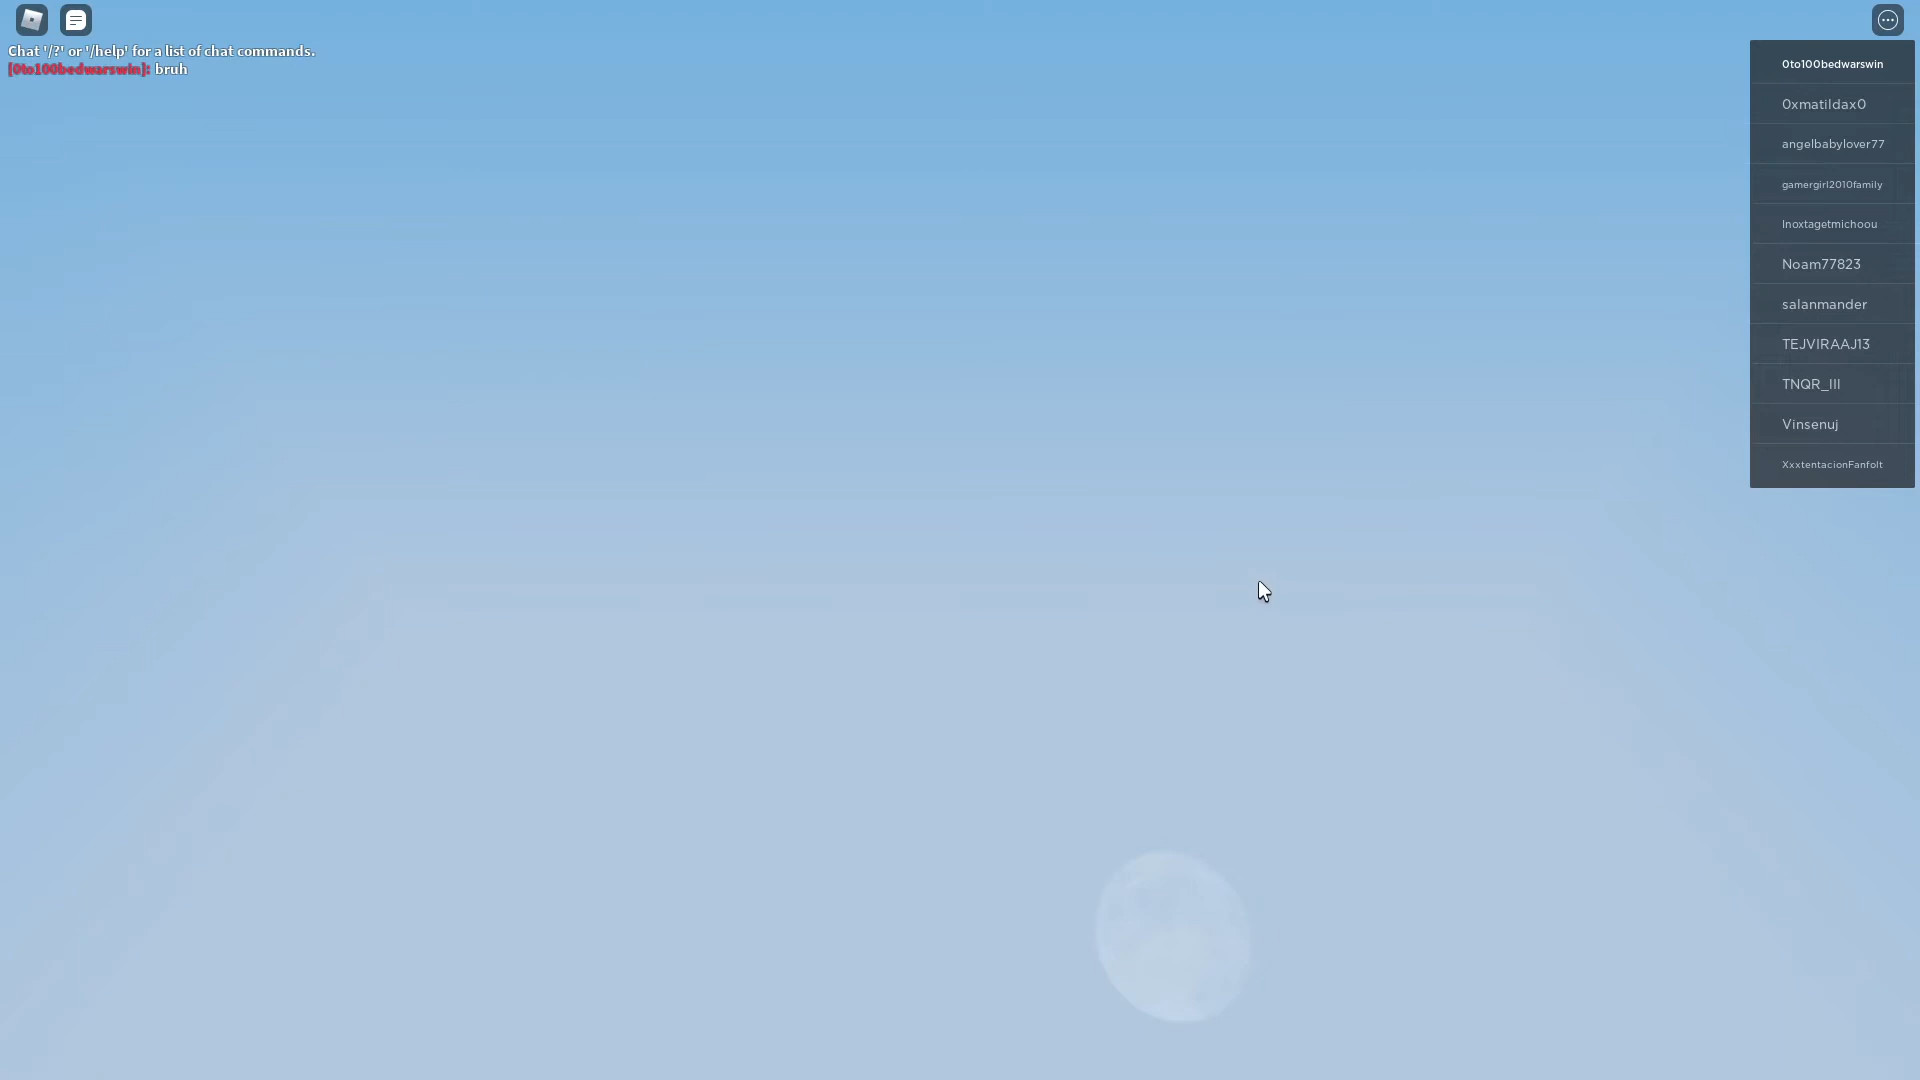 Chat '/?' or '/help' for a list of chat commands.
[0to100bedwarswin]: bruh
0to100bedwarswin
0xmatildax0
angelbabylover77
gamergirl2010family
Inoxtagetmichoou
Noam77823
salanmander
TEJVIRAAJ13
TNQR_III
Vinsenuj
XxxtentacionFanfolt